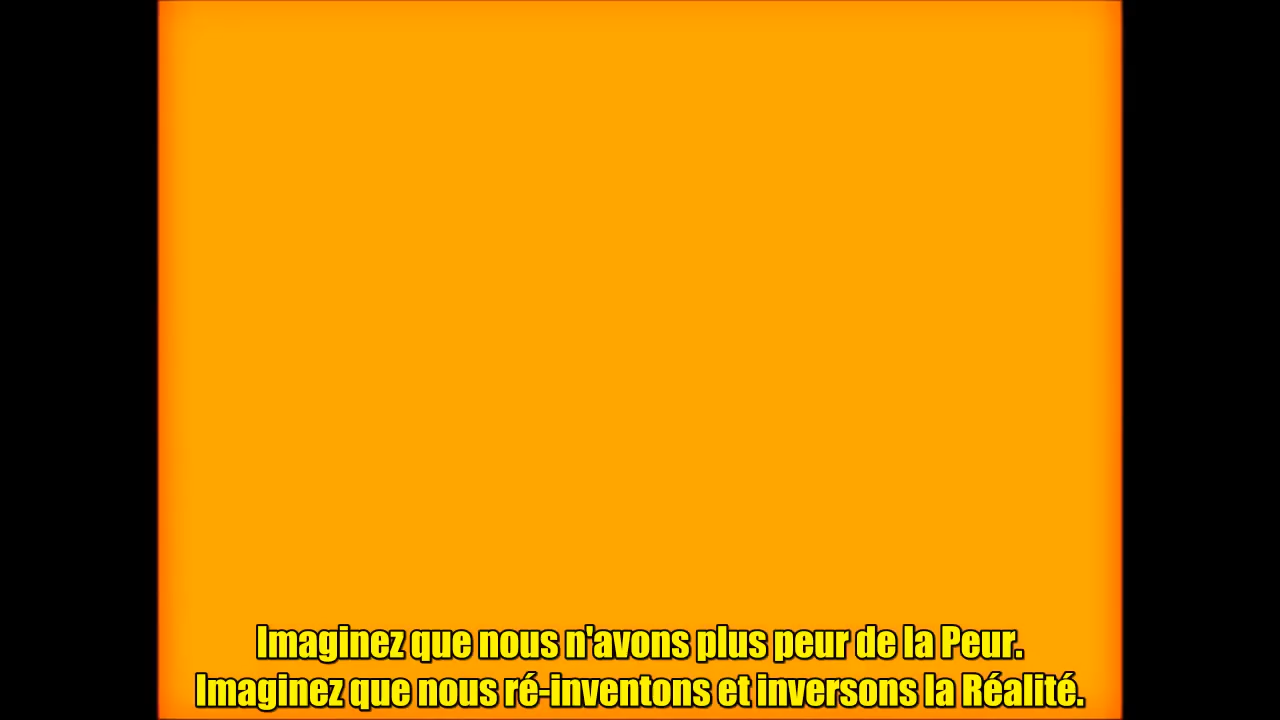 Imaginez que nous n'avons plus peur de la Peur.
Imaginez que nous ré-inventons et inversons la Réalité.